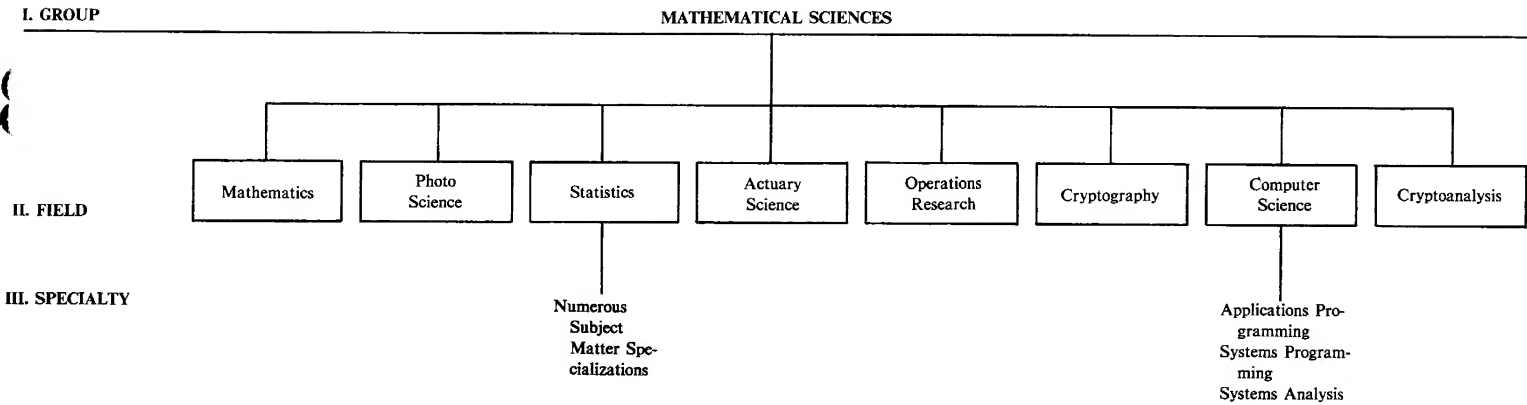 I. GROUP
MATHEMATICAL SCIENCES
II. FIELD
Mathematics
Photo
Science
Statistics
Actuary
Science
Operations
Research
Cryptography
Computer
Science
Cryptoanalysis
III. SPECIALTY
Numerous
Subject
Matter Spe-
cializations
Applications Pro-
gramming
Systems Program-
ming
Systems Analysis